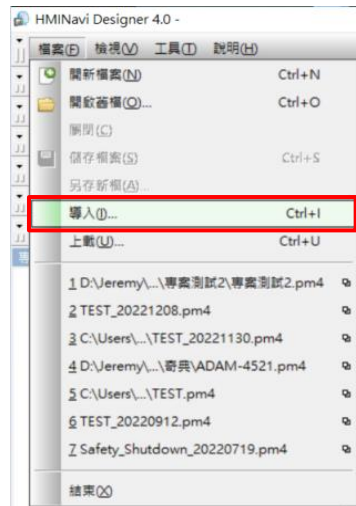 HMINavi Designer 4.0 -
檔案(F) 檢視(V) 工具(T) 說明(H)
開新檔案(N) Ctrl+N
開啟舊檔(O)... Ctrl+O
關閉(C)
儲存檔案(S) Ctrl+S
另存新檔(A)...
導入(I)... Ctrl+I
上載(U)... Ctrl+U
1 D:\Jeremy\...\專案測試2\專案測試2.pm4
2 TEST_20221208.pm4
3 C:\Users\...\TEST_20221130.pm4
4 D:\Jeremy\...\奇典\ADAM-4521.pm4
5 C:\Users\...\TEST.pm4
6 TEST_20220912.pm4
7 Safety_Shutdown_20220719.pm4
結束(X)